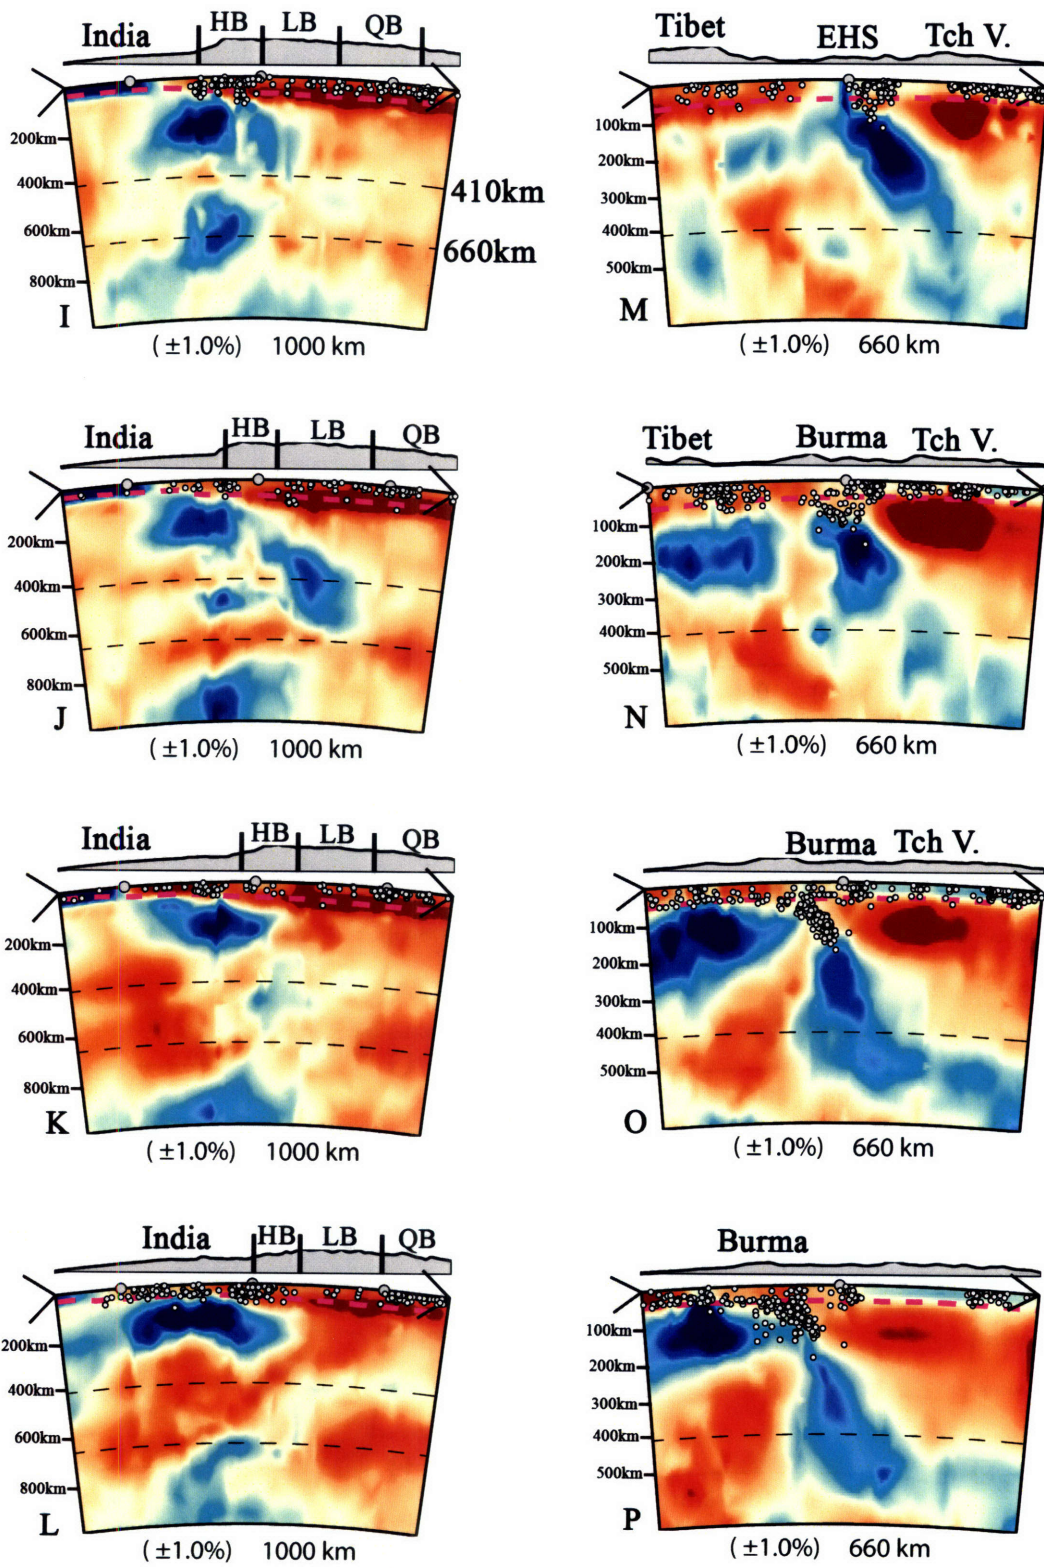 India HB LB QB
200km
400km
410km
600km
660km
800km
I
(±1.0%) 1000 km
Tibet EHS Tch V.
100km
200km
300km
400km
500km
M
(±1.0%) 660 km
India HB LB QB
200km
400km
600km
800km
J
(±1.0%) 1000 km
Tibet Burma Tch V.
100km
200km
300km
400km
500km
N
(±1.0%) 660 km
India HB LB QB
200km
400km
600km
800km
K
(±1.0%) 1000 km
Burma Tch V.
100km
200km
300km
400km
500km
O
(±1.0%) 660 km
India HB LB QB
200km
400km
600km
800km
L
(±1.0%) 1000 km
Burma
100km
200km
300km
400km
500km
P
(±1.0%) 660 km